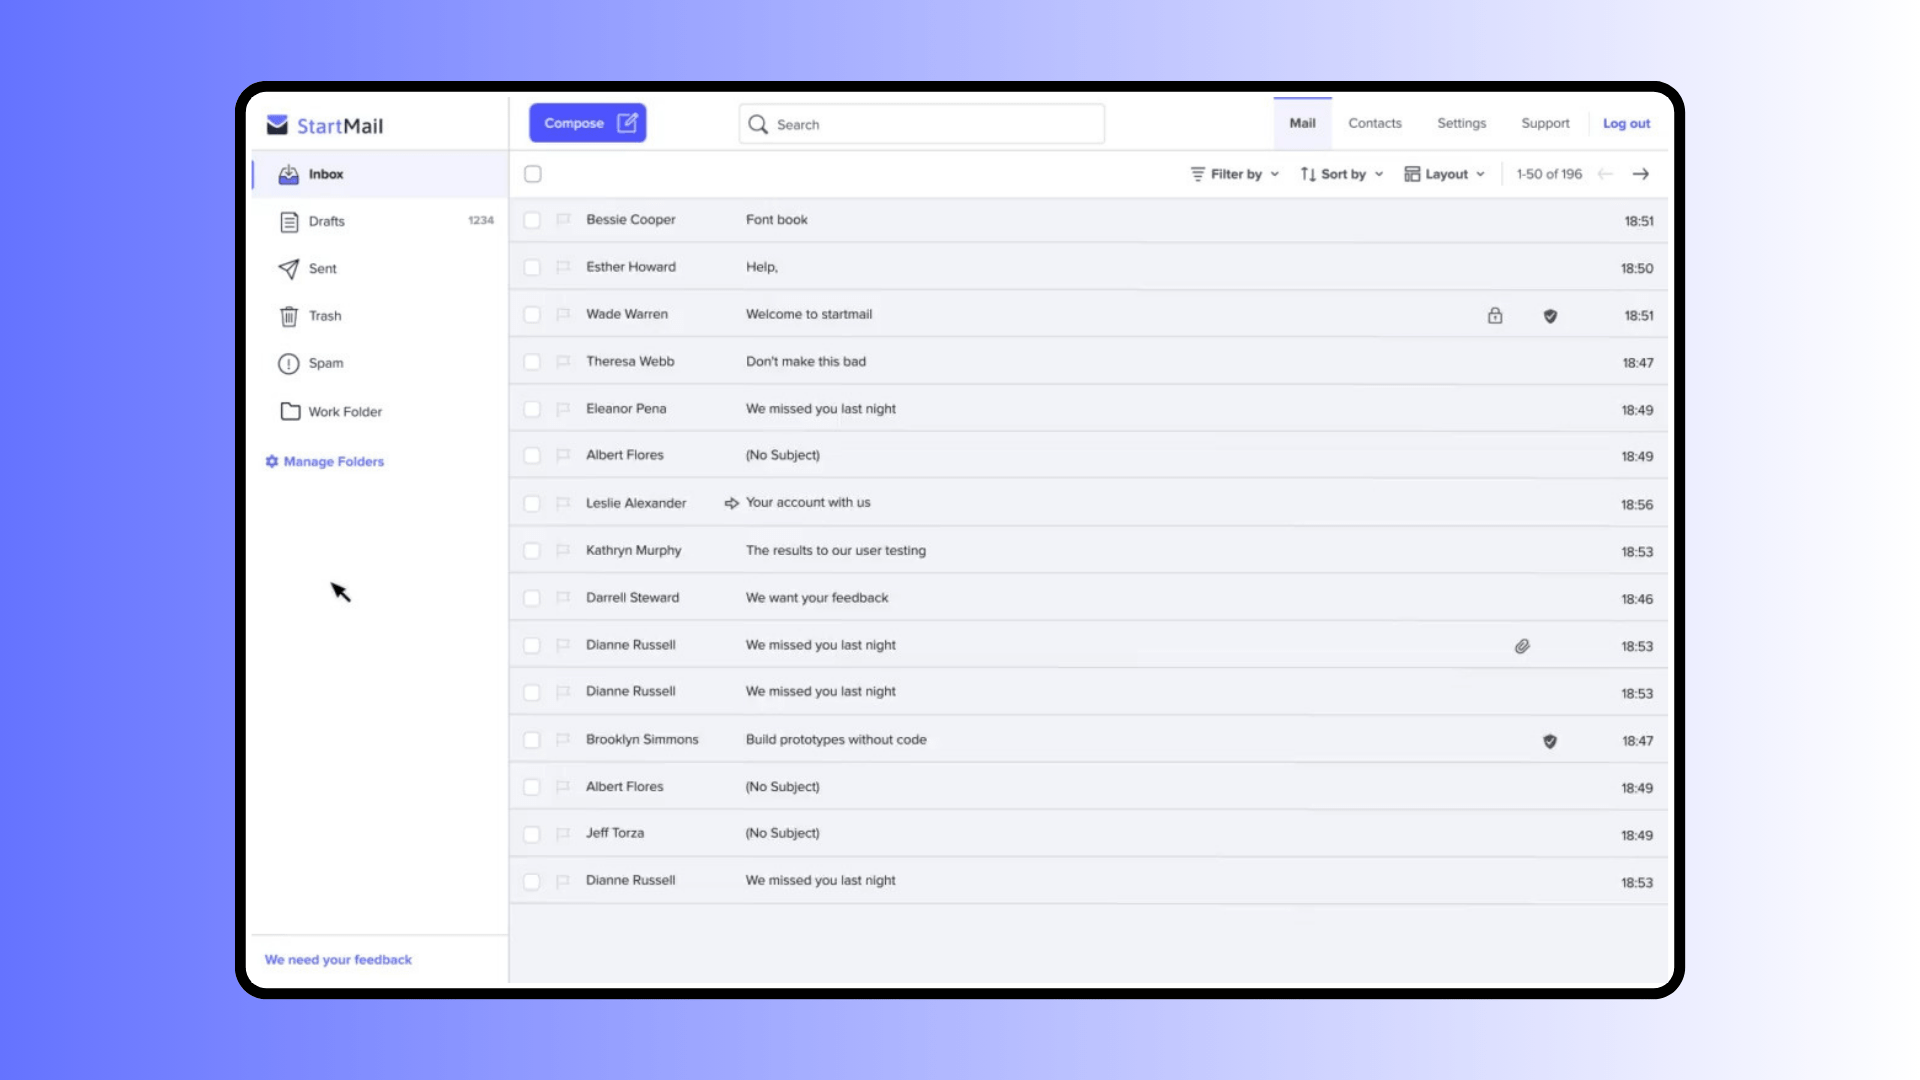 StartMail
Compose
Search
Mail
Contacts
Settings
Support
Log out
Inbox
Drafts 1234
Sent
Trash
Spam
Work Folder
Manage Folders
We need your feedback
Filter by
Sort by
Layout
1-50 of 196
Bessie Cooper Font book 18:51
Esther Howard Help, 18:50
Wade Warren Welcome to startmail 18:51
Theresa Webb Don't make this bad 18:47
Eleanor Pena We missed you last night 18:49
Albert Flores (No Subject) 18:49
Leslie Alexander Your account with us 18:56
Kathryn Murphy The results to our user testing 18:53
Darrell Steward We want your feedback 18:46
Dianne Russell We missed you last night 18:53
Dianne Russell We missed you last night 18:53
Brooklyn Simmons Build prototypes without code 18:47
Albert Flores (No Subject) 18:49
Jeff Torza (No Subject) 18:49
Dianne Russell We missed you last night 18:53